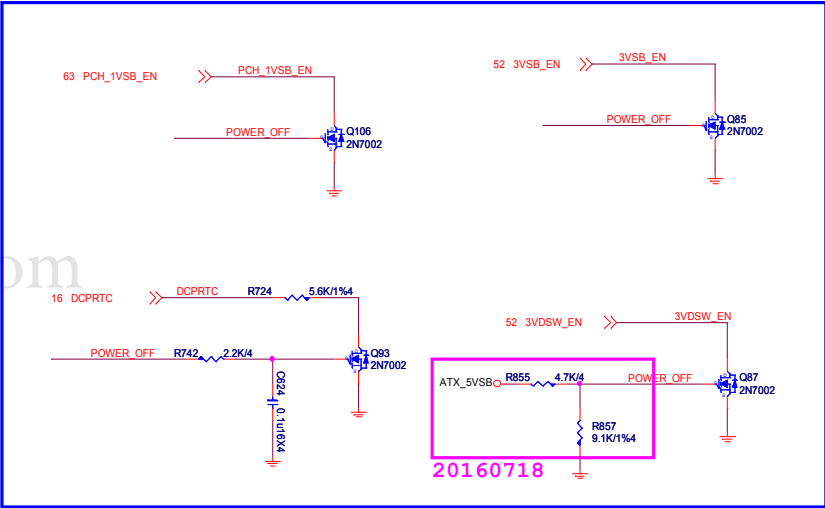 63 PCH_1VSB_EN
PCH_1VSB_EN
POWER_OFF
Q106
2N7002
52 3VSB_EN
3VSB_EN
POWER_OFF
Q85
2N7002
om
16 DCPRTC
DCPRTC
R724
5.6K/1%4
POWER_OFF
R742
2.2K/4
Q93
2N7002
C624 0.1u16X4
52 3VDSW_EN
3VDSW_EN
ATX_5VSB
R855
4.7K/4
POWER_OFF
Q87
2N7002
R857
9.1K/1%4
20160718